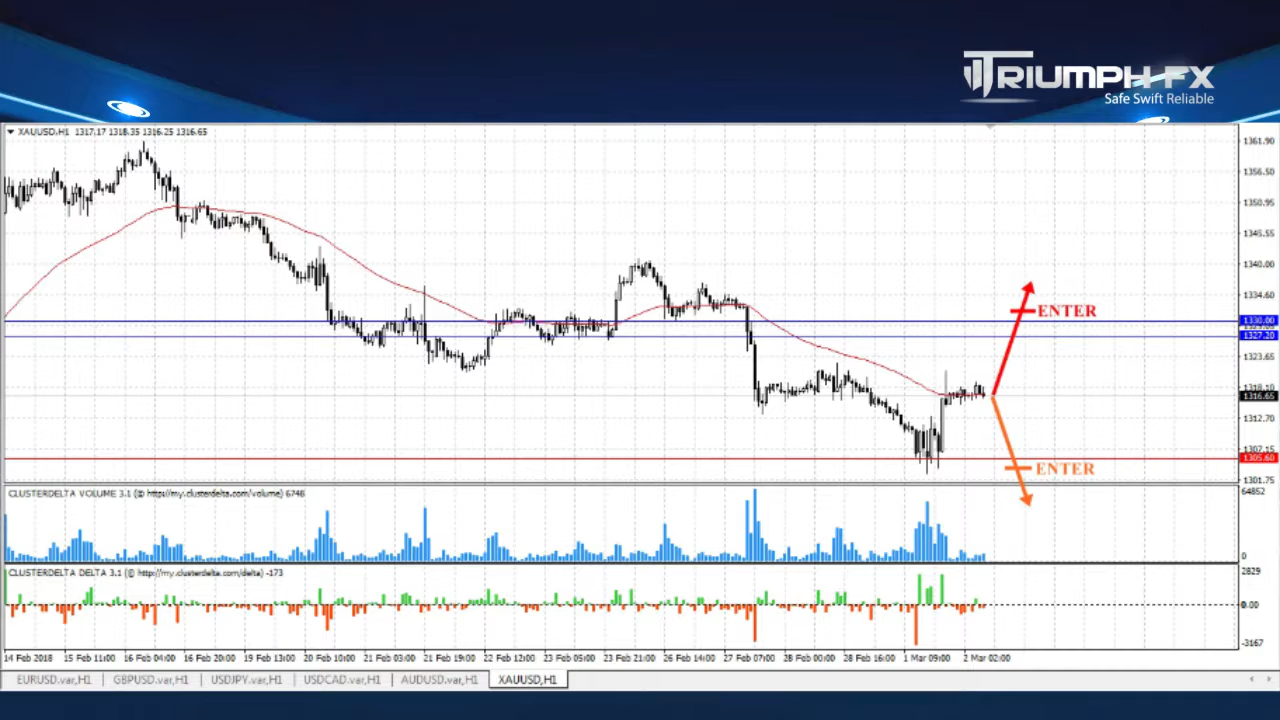 TRIUMPH FX
Safe Swift Reliable
XAUUSD,H1 1317.17 1318.35 1316.25 1316.65
1361.90
1356.50
1350.95
1345.55
1340.00
1334.60
ENTER
1330.00
1327.20
1323.65
1318.10
1316.65
1312.70
1307.15
1305.60
ENTER
1301.75
CLUSTERDELTA VOLUME 3.1 (© http://my.clusterdelta.com/volume) 6746
64852
0
CLUSTERDELTA DELTA 3.1 (© http://my.clusterdelta.com/delta) -173
2829
0.00
-3167
14 Feb 2018 15 Feb 11:00 16 Feb 04:00 16 Feb 20:00 19 Feb 13:00 20 Feb 10:00 21 Feb 03:00 21 Feb 19:00 22 Feb 12:00 23 Feb 05:00 23 Feb 21:00 26 Feb 14:00 27 Feb 07:00 28 Feb 00:00 28 Feb 16:00 1 Mar 09:00 2 Mar 02:00
EURUSD.var,H1 GBPUSD.var,H1 USDJPY.var,H1 USDCAD.var,H1 AUDUSD.var,H1 XAUUSD,H1